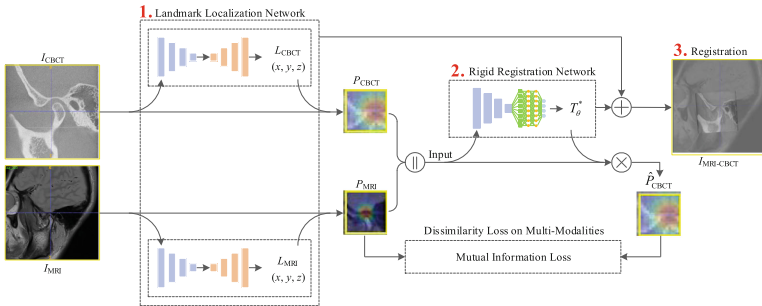 1. Landmark Localization Network
I_CBCT
L_CBCT
(x, y, z)
P_CBCT
2. Rigid Registration Network
T_θ^*
3. Registration
I_MRI-CBCT
||
Input
P̂_CBCT
P_MRI
I_MRI
L_MRI
(x, y, z)
Dissimilarity Loss on Multi-Modalities
Mutual Information Loss